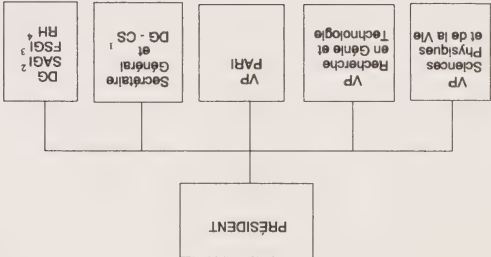 PRÉSIDENT
VP
Sciences
Physiques
et de la Vie
VP
Recherche
en Génie et
Technologie
VP
PARI
Secrétaire
Général
et
DG - CS 1
DG
SAGI 2
FSGI 3
RH 4